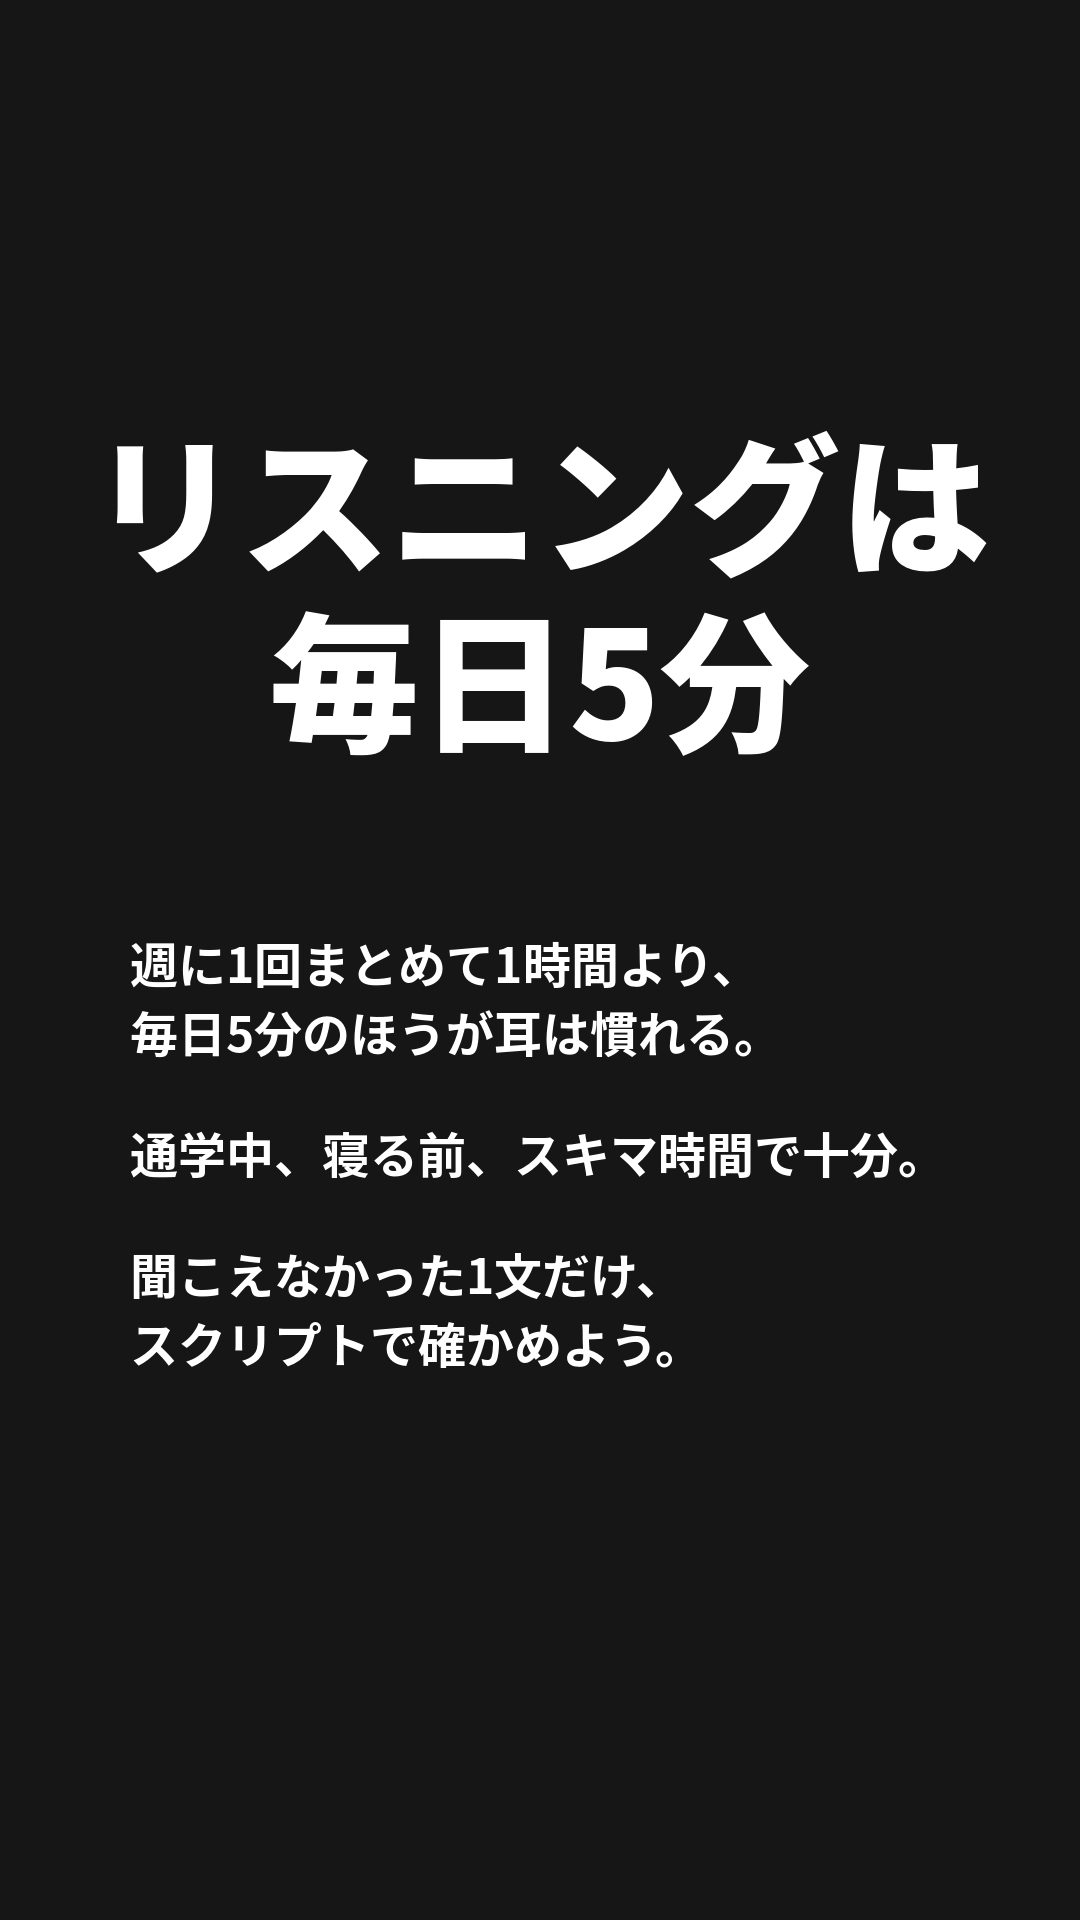 リスニングは
毎日5分
週に1回まとめて1時間より、
毎日5分のほうが耳は慣れる。
通学中、寝る前、スキマ時間で十分。
聞こえなかった1文だけ、
スクリプトで確かめよう。